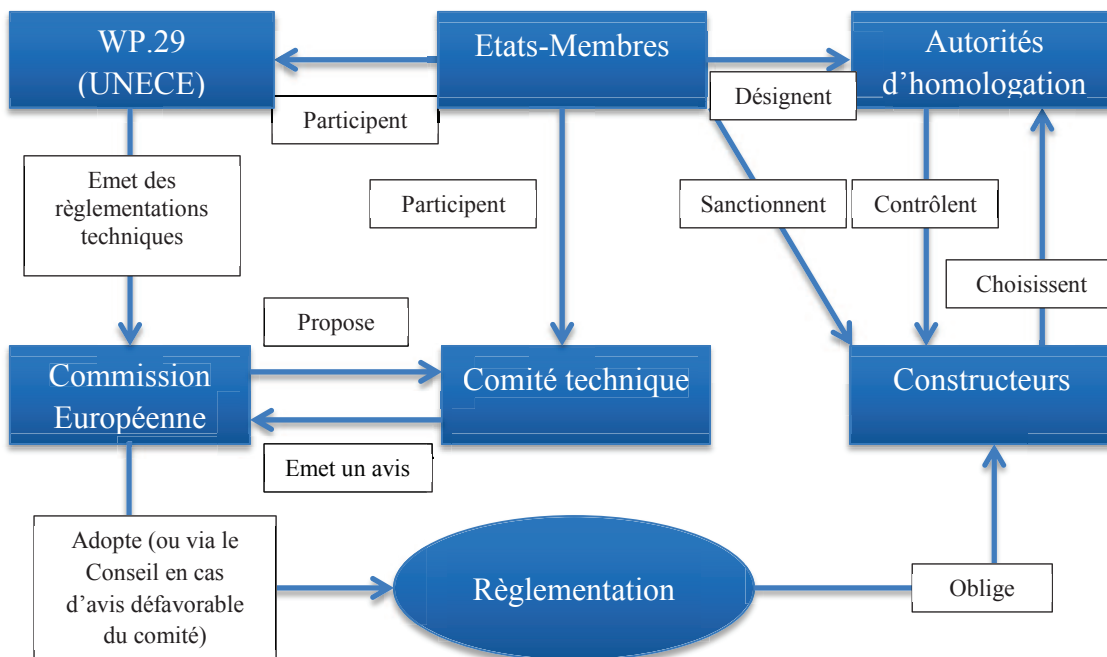 WP.29
(UNECE)
Etats-Membres
Autorités
d'homologation
Participent
Désignent
Emet des
règlementations
techniques
Participent
Sanctionnent
Contrôlent
Choisissent
Propose
Commission
Européenne
Comité technique
Constructeurs
Emet un avis
Adopte (ou via le
Conseil en cas
d'avis défavorable
du comité)
Règlementation
Oblige